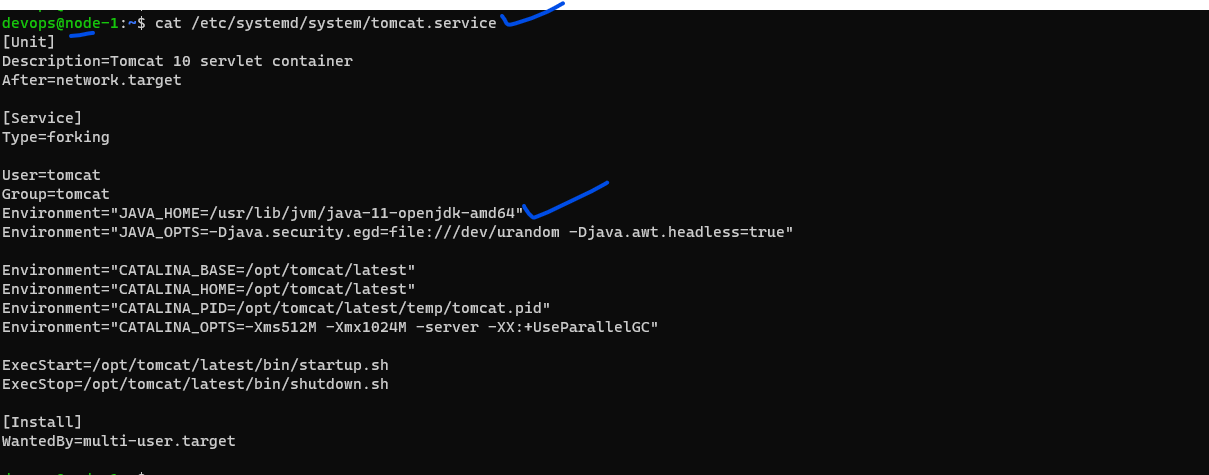 devops@node-1:~$ cat /etc/systemd/system/tomcat.service
[Unit]
Description=Tomcat 10 servlet container
After=network.target
[Service]
Type=forking
User=tomcat
Group=tomcat
Environment="JAVA_HOME=/usr/lib/jvm/java-11-openjdk-amd64"
Environment="JAVA_OPTS=-Djava.security.egd=file:///dev/urandom -Djava.awt.headless=true"
Environment="CATALINA_BASE=/opt/tomcat/latest"
Environment="CATALINA_HOME=/opt/tomcat/latest"
Environment="CATALINA_PID=/opt/tomcat/latest/temp/tomcat.pid"
Environment="CATALINA_OPTS=-Xms512M -Xmx1024M -server -XX:+UseParallelGC"
ExecStart=/opt/tomcat/latest/bin/startup.sh
ExecStop=/opt/tomcat/latest/bin/shutdown.sh
[Install]
WantedBy=multi-user.target